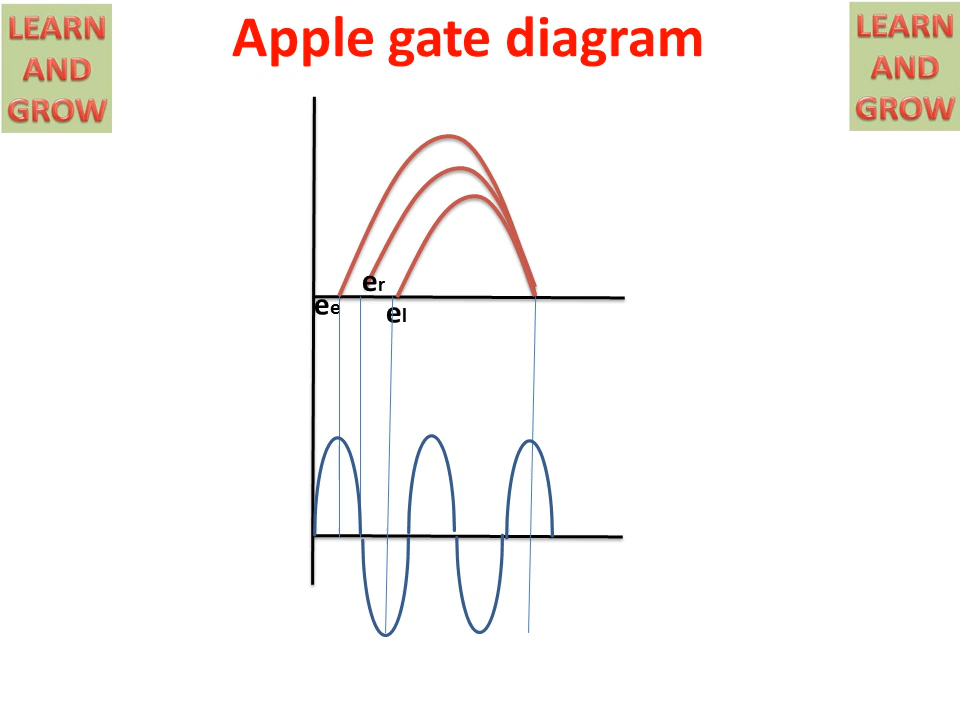 LEARN
AND
GROW
Apple gate diagram
LEARN
AND
GROW
er
ee
el